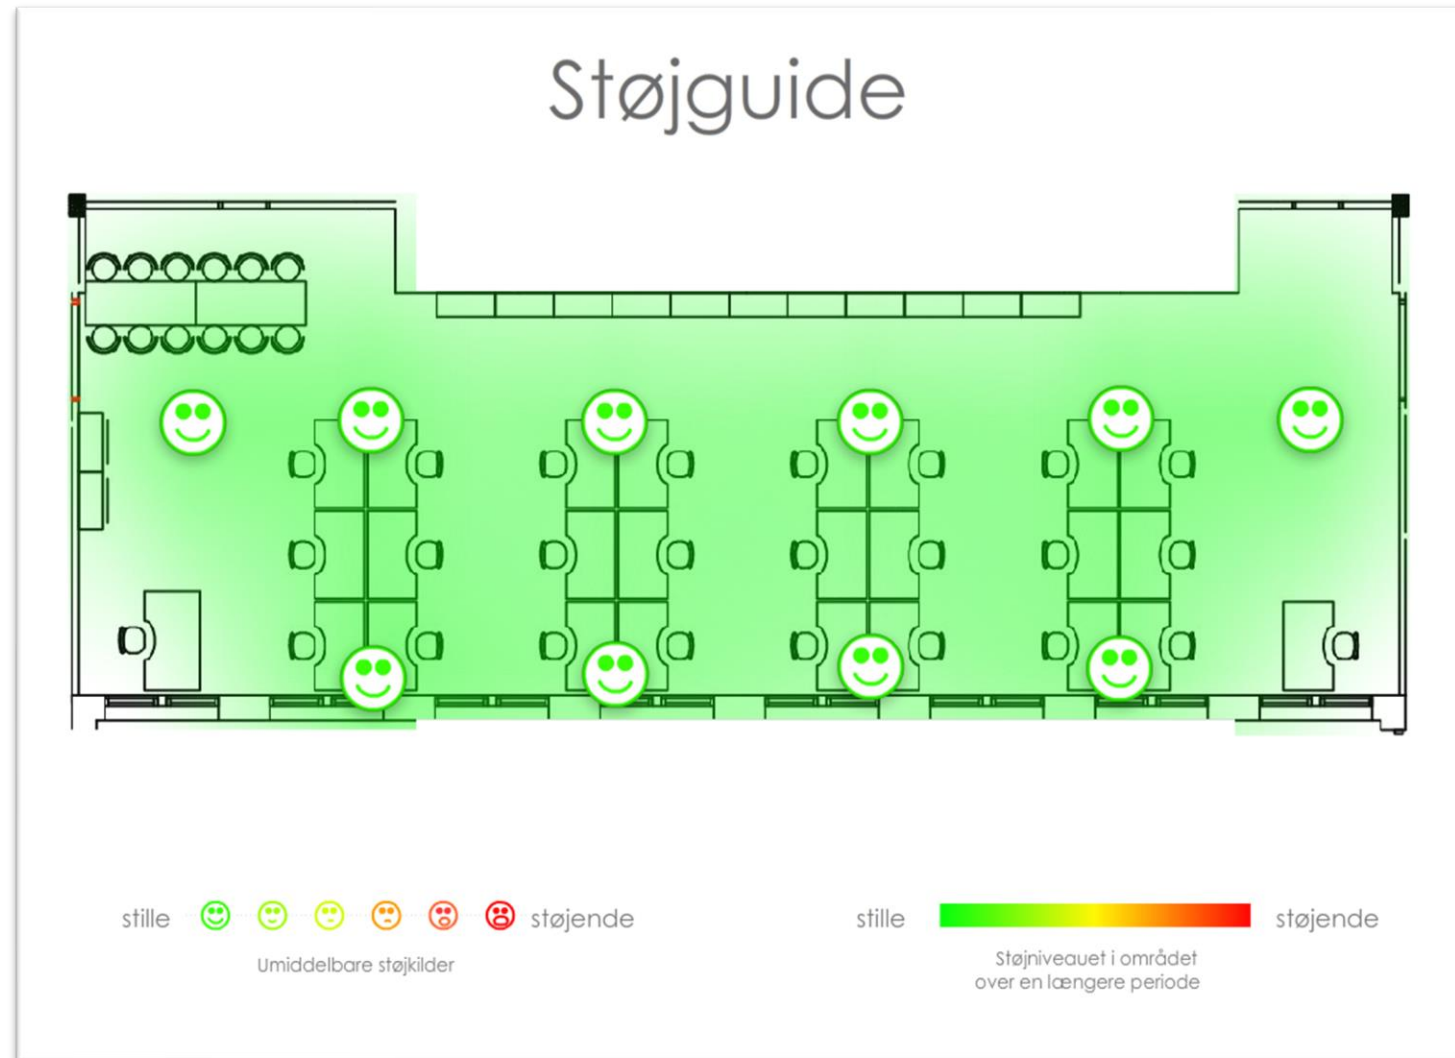 Støjguide
stille
støjende
Umiddelbare støjkilder
stille
støjende
Støjniveauet i området
over en længere periode